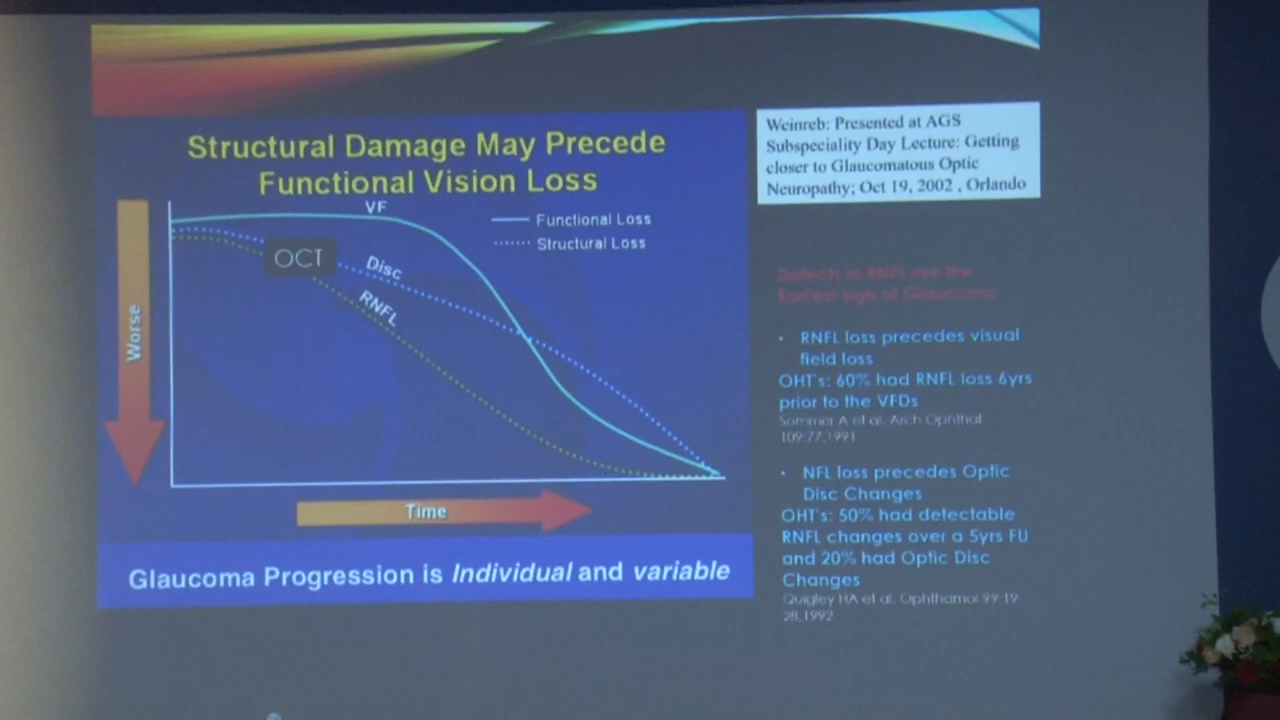 Structural Damage May Precede
Functional Vision Loss
VF
Functional Loss
Structural Loss
OCT
Disc
RNFL
Worse
Time
Glaucoma Progression is Individual and variable
Weinreb: Presented at AGS
Subspeciality Day Lecture: Getting
closer to Glaucomatous Optic
Neuropathy; Oct 19, 2002 , Orlando
Defects in RNFL are the
Earliest sign of Glaucoma
• RNFL loss precedes visual
field loss
OHT's: 60% had RNFL loss 6yrs
prior to the VFDs
Sommer A et al. Arch Ophthal
109:77,1991
• NFL loss precedes Optic
Disc Changes
OHT's: 50% had detectable
RNFL changes over a 5yrs FU
and 20% had Optic Disc
Changes
Quigley HA et al. Ophthamol 99:19
28,1992